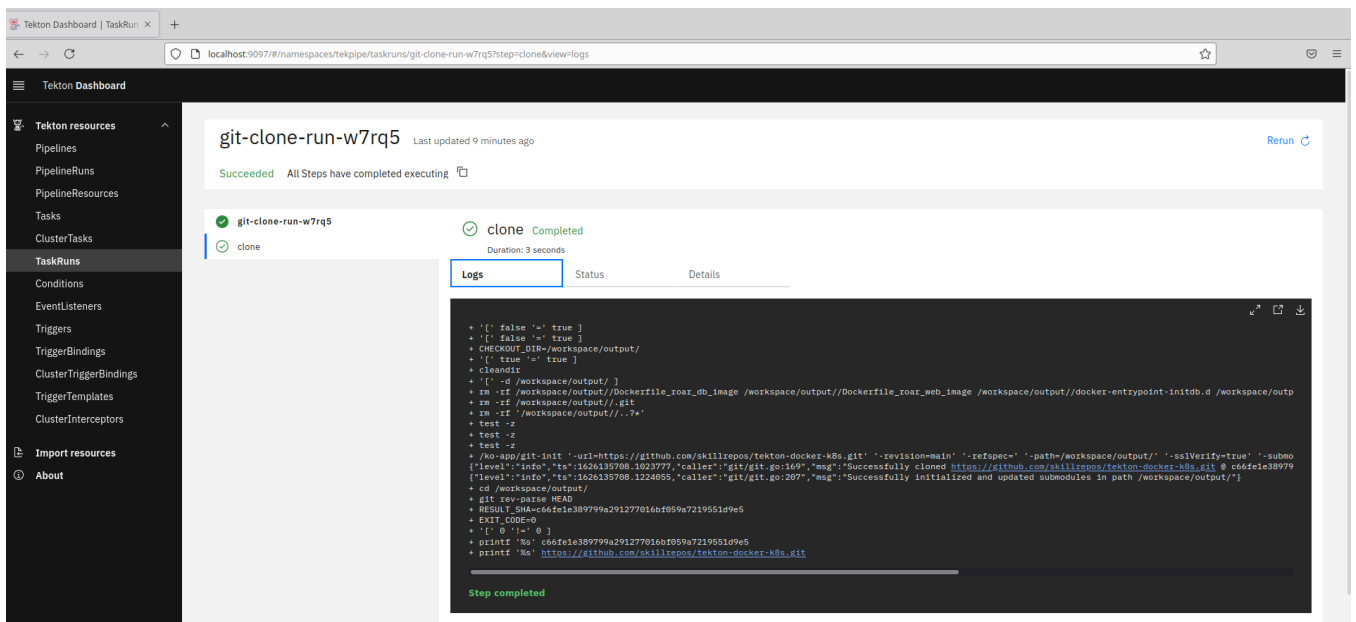 Tekton Dashboard | TaskRun
localhost:9097/#/namespaces/tekpipe/taskruns/git-clone-run-w7rq5?step=clone&view=logs
Tekton Dashboard
Tekton resources
Pipelines
PipelineRuns
PipelineResources
Tasks
ClusterTasks
TaskRuns
Conditions
EventListeners
Triggers
TriggerBindings
ClusterTriggerBindings
TriggerTemplates
ClusterInterceptors
Import resources
About
git-clone-run-w7rq5 Last updated 9 minutes ago
Rerun
Succeeded All Steps have completed executing
git-clone-run-w7rq5
clone
clone Completed
Duration: 3 seconds
Logs Status Details
+ '[' false '=' true ]
+ '[' false '=' true ]
+ CHECKOUT_DIR=/workspace/output/
+ '[' true '=' true ]
+ cleandir
+ '[' -d /workspace/output/ ]
+ rm -rf /workspace/output//Dockerfile_roar_db_image /workspace/output//Dockerfile_roar_web_image /workspace/output//docker-entrypoint-initdb.d /workspace/outp
+ rm -rf /workspace/output//.git
+ rm -rf '/workspace/output//..?*'
+ test -z
+ test -z
+ test -z
+ /ko-app/git-init '-url=https://github.com/skillrepos/tekton-docker-k8s.git' '-revision=main' '-refspec=' '-path=/workspace/output/' '-sslVerify=true' '-submo
{"level":"info","ts":1626135708.1023777,"caller":"git/git.go:169","msg":"Successfully cloned https://github.com/skillrepos/tekton-docker-k8s.git @ c66fe1e38979
{"level":"info","ts":1626135708.1224055,"caller":"git/git.go:207","msg":"Successfully initialized and updated submodules in path /workspace/output/"}
+ cd /workspace/output/
+ git rev-parse HEAD
+ RESULT_SHA=c66fe1e389799a291277016bf059a7219551d9e5
+ EXIT_CODE=0
+ '[' 0 '!=' 0 ]
+ printf '%s' c66fe1e389799a291277016bf059a7219551d9e5
+ printf '%s' https://github.com/skillrepos/tekton-docker-k8s.git
Step completed